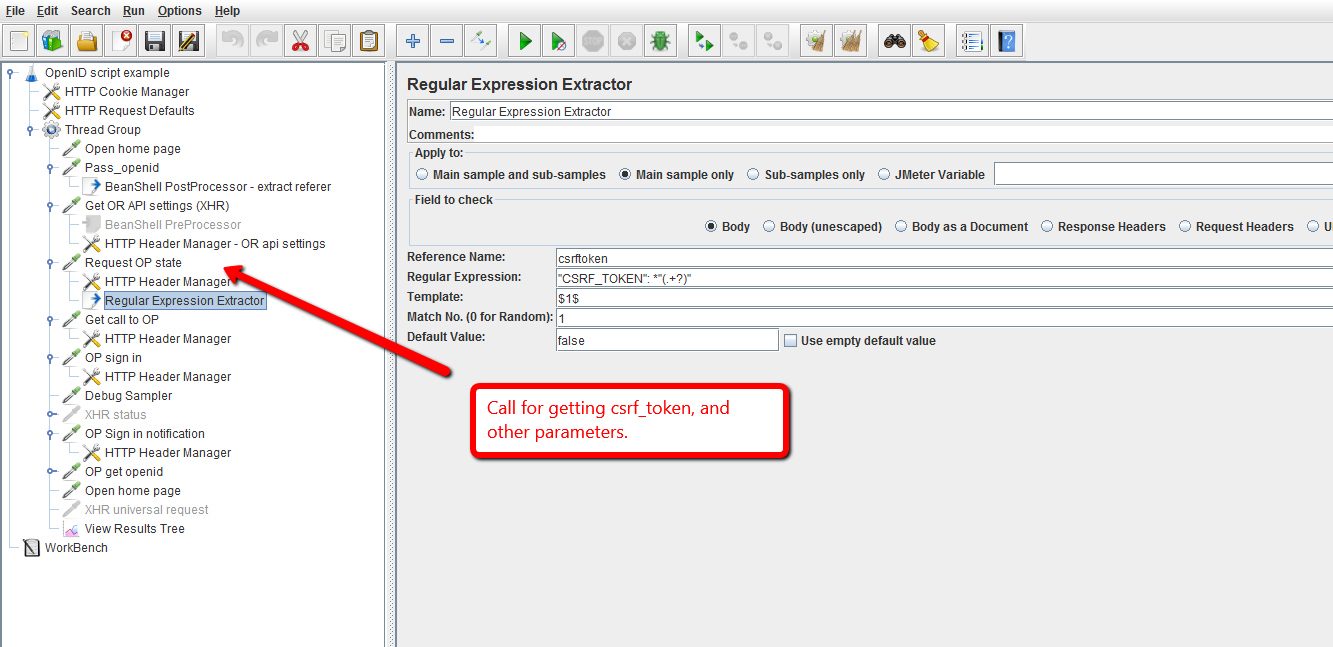 File Edit Search Run Options Help
STOP
OpenID script example
HTTP Cookie Manager
HTTP Request Defaults
Thread Group
Open home page
Pass_openid
BeanShell PostProcessor - extract referer
Get OR API settings (XHR)
BeanShell PreProcessor
HTTP Header Manager - OR api settings
Request OP state
HTTP Header Manager
Regular Expression Extractor
Get call to OP
HTTP Header Manager
OP sign in
HTTP Header Manager
Debug Sampler
XHR status
OP Sign in notification
HTTP Header Manager
OP get openid
Open home page
XHR universal request
View Results Tree
WorkBench
Regular Expression Extractor
Name: Regular Expression Extractor
Comments:
Apply to:
Main sample and sub-samples Main sample only Sub-samples only JMeter Variable
Field to check
Body Body (unescaped) Body as a Document Response Headers Request Headers
Reference Name: csrftoken
Regular Expression: "CSRF_TOKEN": *"(.+?)"
Template: $1$
Match No. (0 for Random): 1
Default Value: false Use empty default value
Call for getting csrf_token, and
other parameters.